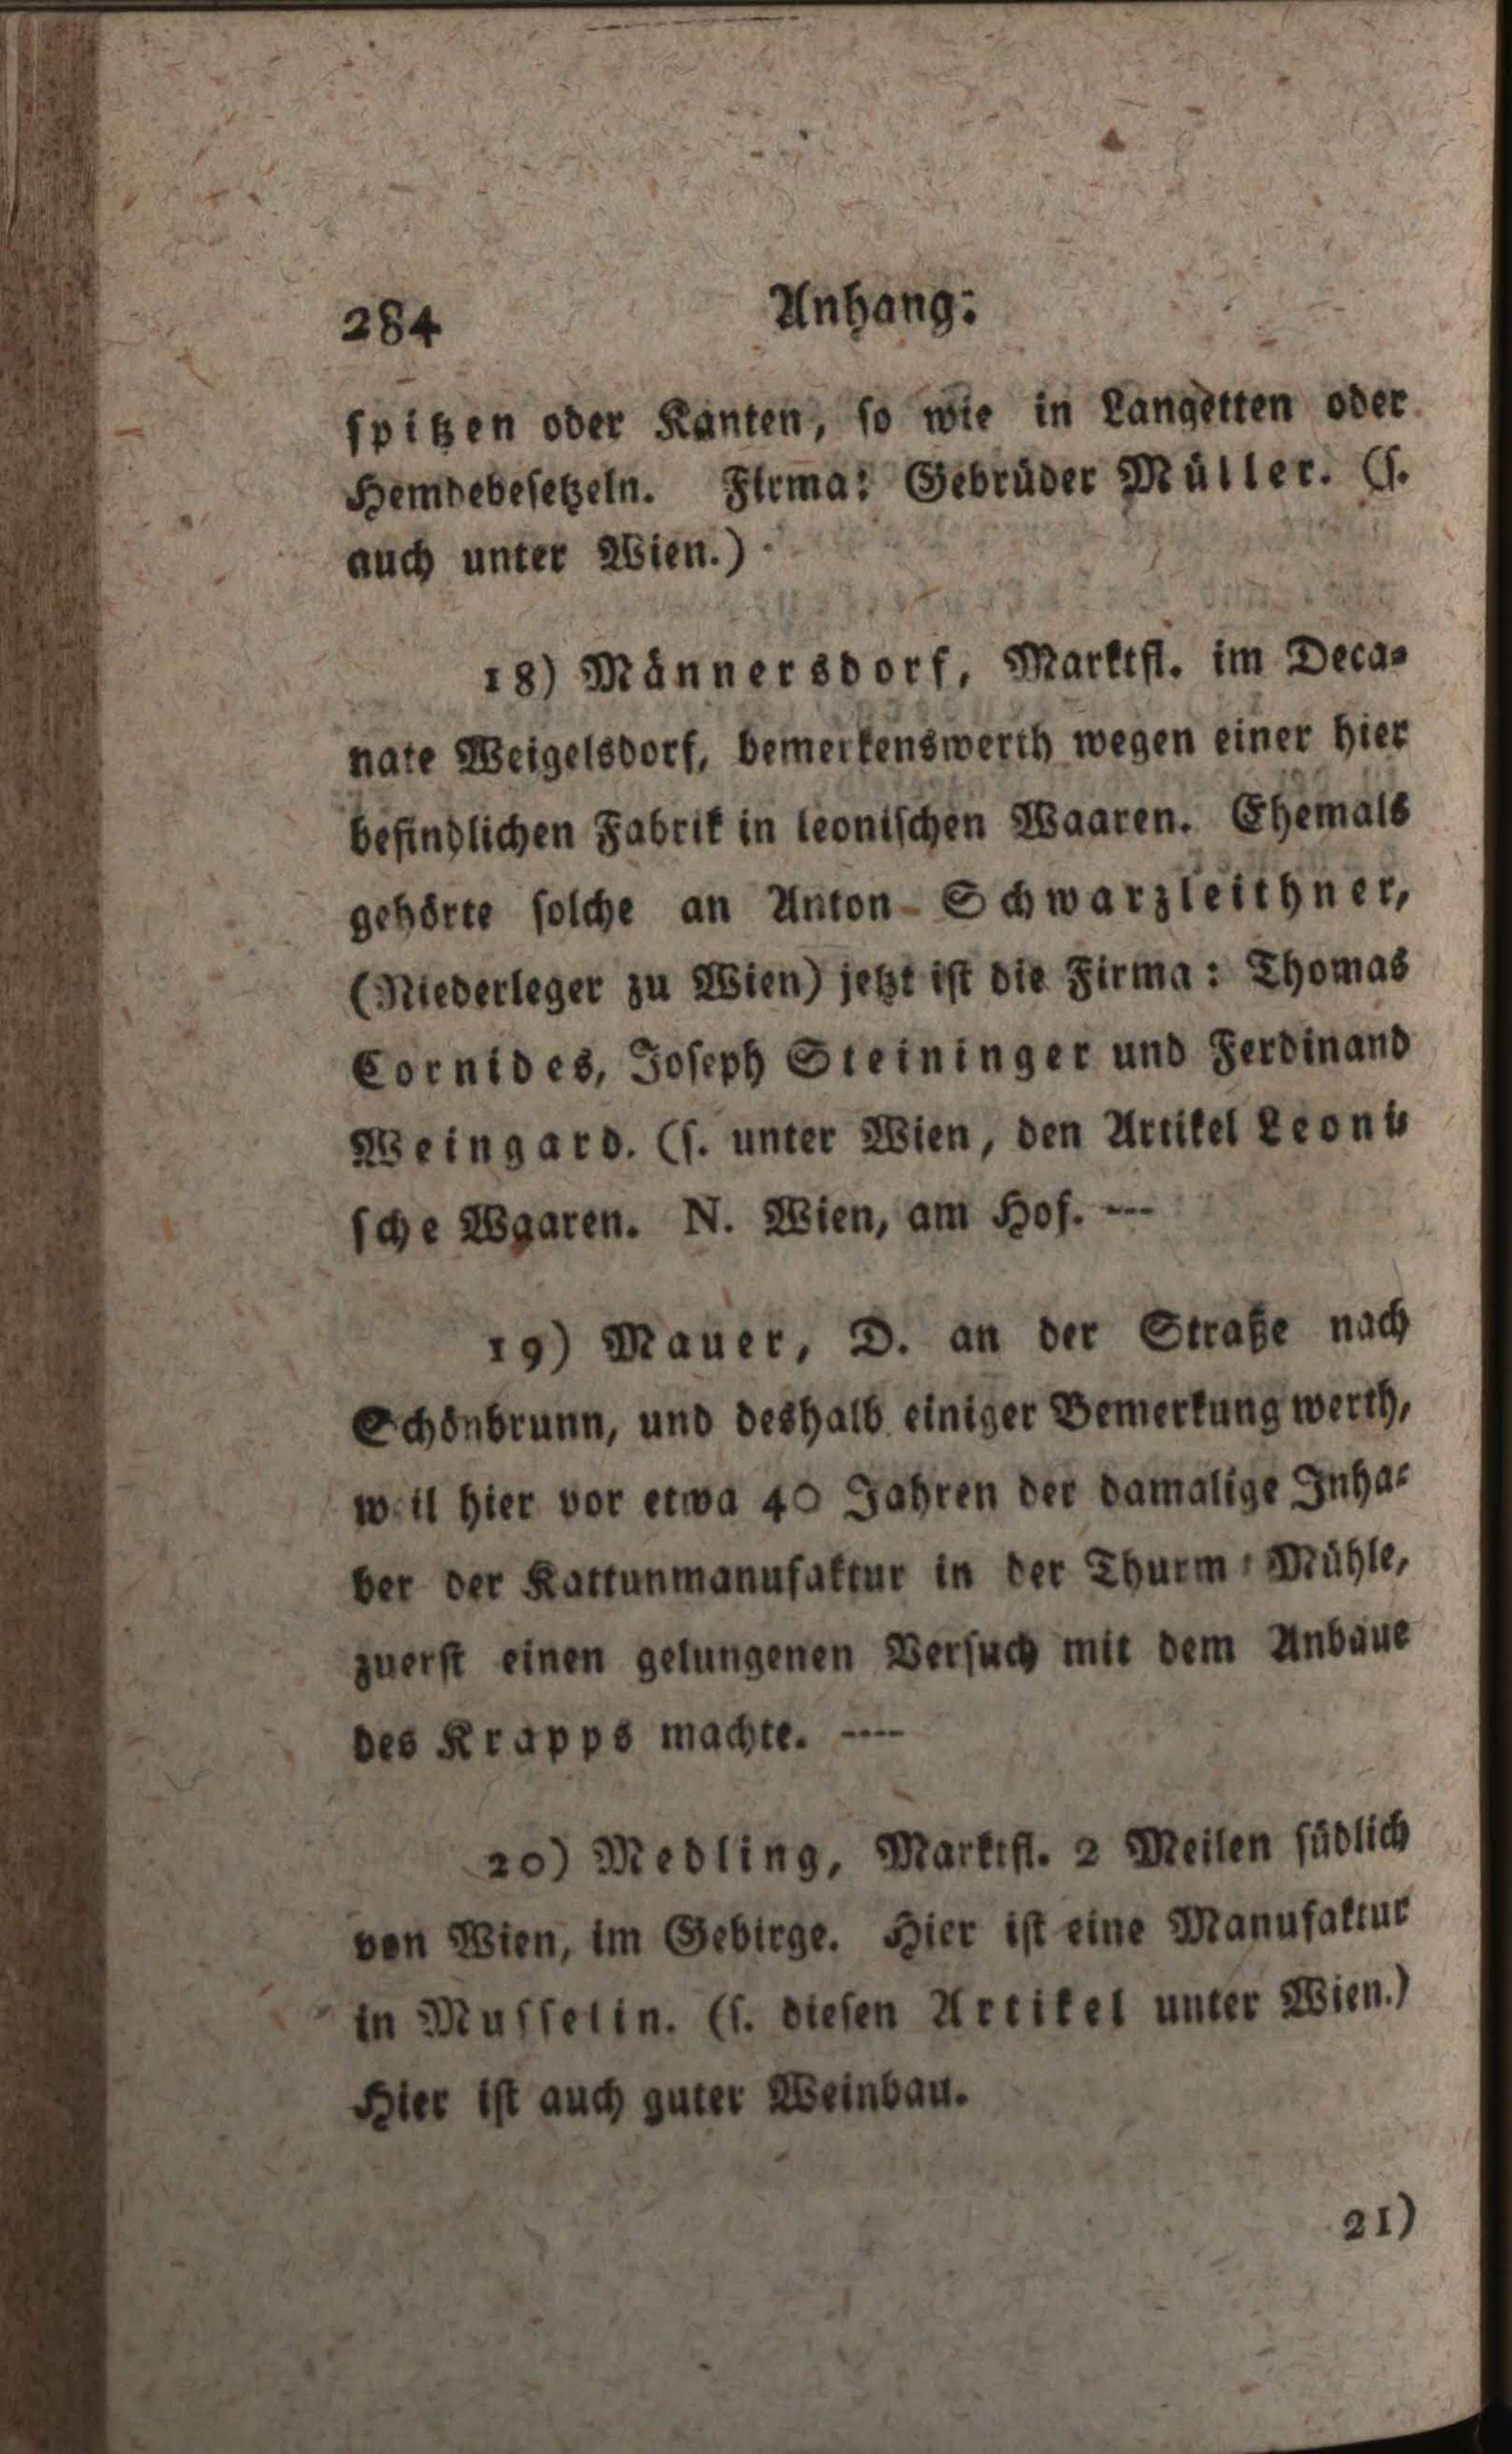 284
Anhang:
spitzen oder Kanten, so wie in Langetten oder
Hemdebesetzeln. Firma: Gebrüder Müller. (s.
auch unter Wien.)
18) Männersdorf, Marktfl. im Deca-
nate Weigelsdorf, bemerkenswerth wegen einer hier
befindlichen Fabrik in leonischen Waaren. Ehemals
gehörte solche an Anton Schwarzleithner,
(Niederleger zu Wien) jetzt ist die Firma: Thomas
Cornides, Joseph Steininger und Ferdinand
Weingard. (s. unter Wien, den Artikel Leoni-
sche Waaren. N. Wien, am Hof. ---
19) Mauer, D. an der Straße nach
Schönbrunn, und deshalb einiger Bemerkung werth,
weil hier vor etwa 40 Jahren der damalige Inha-
ber der Kattunmanufaktur in der Thurm-Mühle,
zuerst einen gelungenen Versuch mit dem Anbaue
des Krapps machte. ----
20) Medling, Marktfl. 2 Meilen südlich
von Wien, im Gebirge. Hier ist eine Manufaktur
in Musselin. (s. diesen Artikel unter Wien.)
Hier ist auch guter Weinbau.
21)